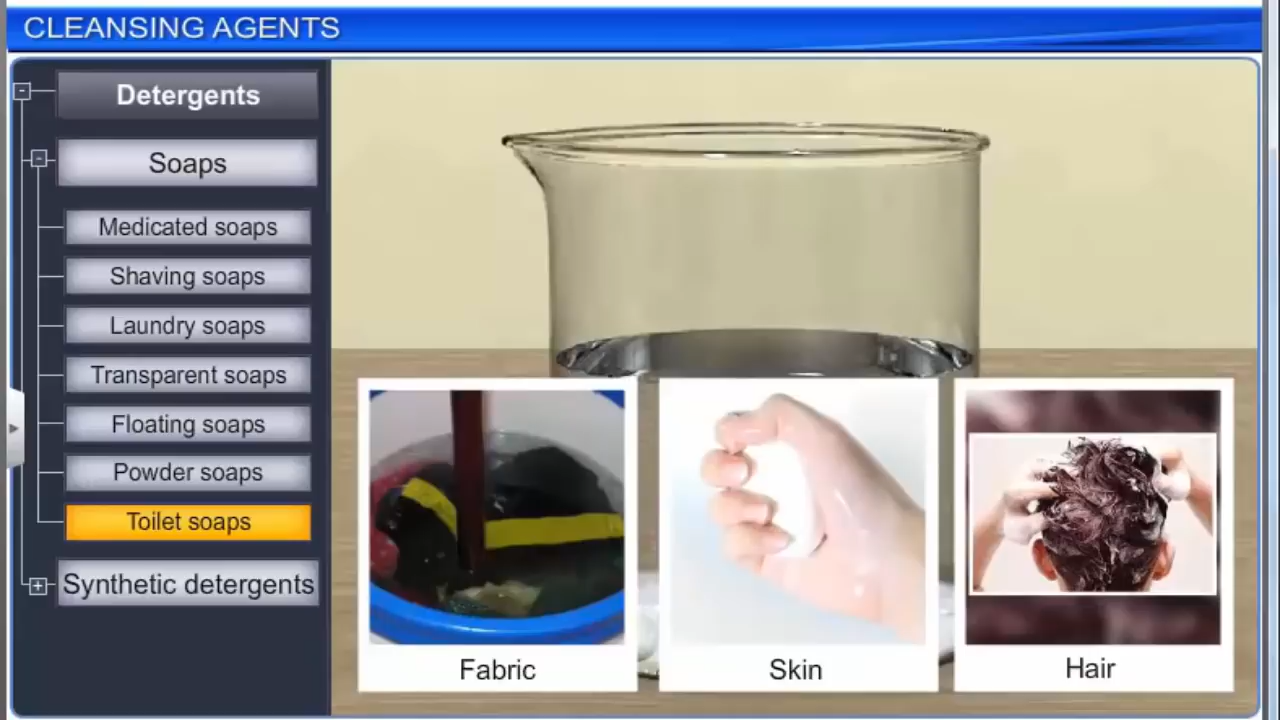 CLEANSING AGENTS
Detergents
Soaps
Medicated soaps
Shaving soaps
Laundry soaps
Transparent soaps
Floating soaps
Powder soaps
Toilet soaps
Synthetic detergents
Fabric
Skin
Hair